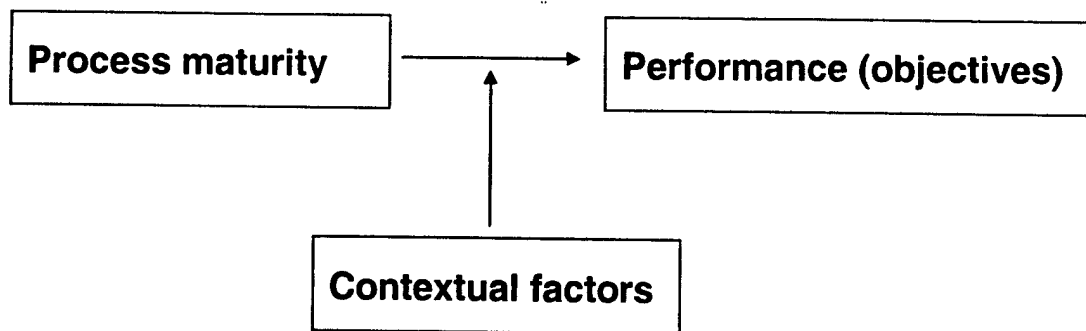 Process maturity
Performance (objectives)
Contextual factors